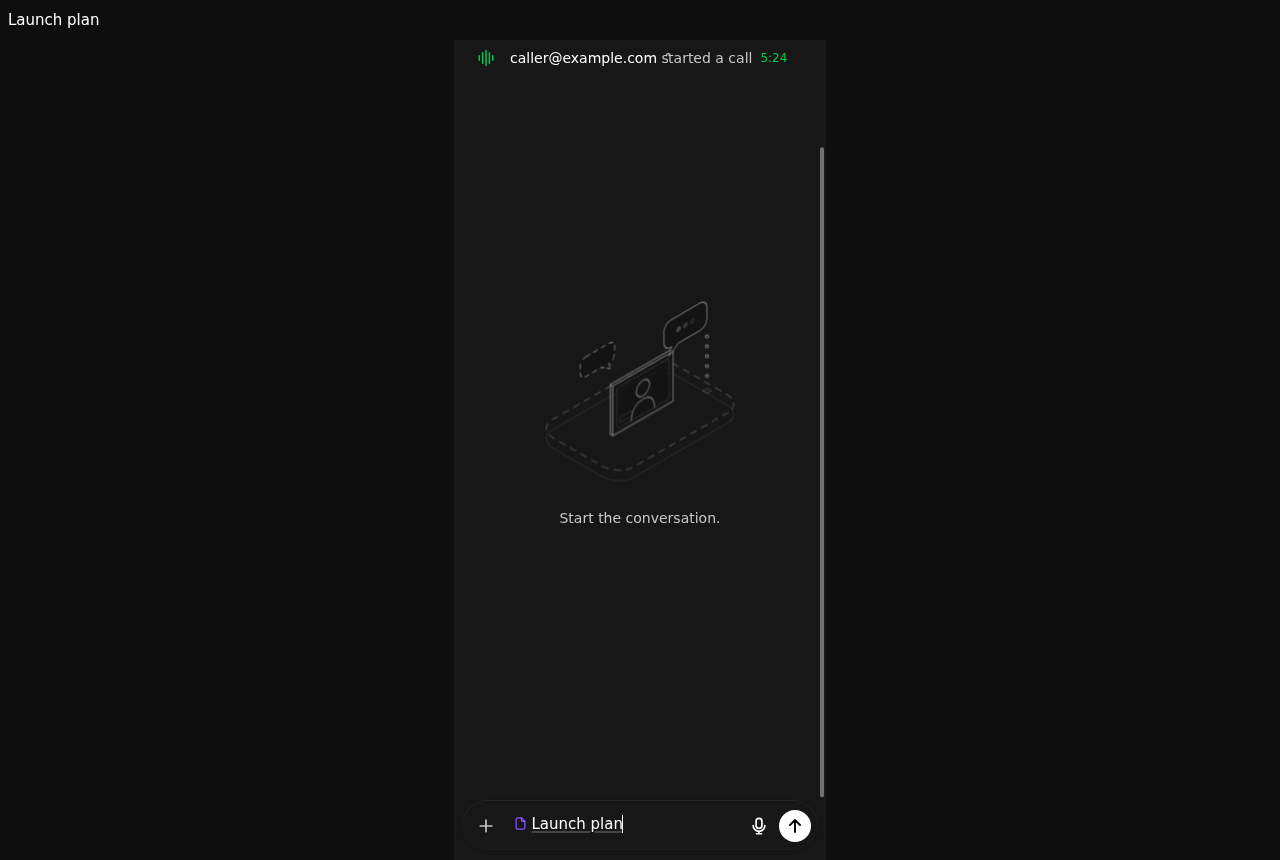 Launch plan
caller@example.com started a call 5:24
Start the conversation.
Launch plan